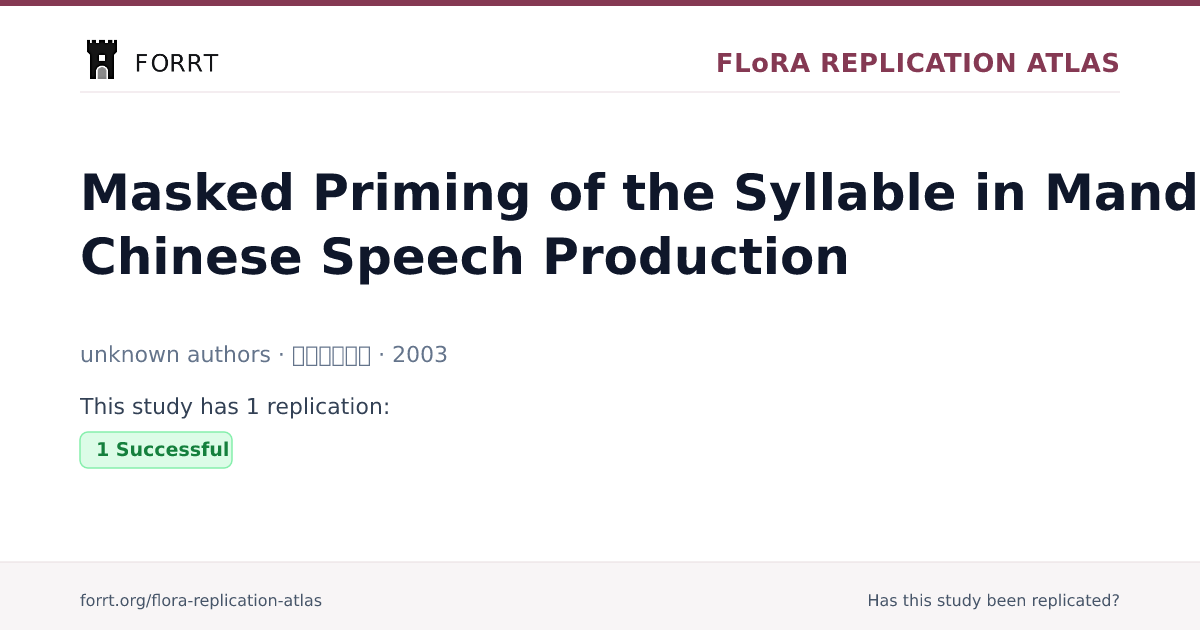 FORRT
FLoRA REPLICATION ATLAS
Masked Priming of the Syllable in Mand
Chinese Speech Production
unknown authors · □□□□□□ · 2003
This study has 1 replication:
1 Successful
forrt.org/flora-replication-atlas
Has this study been replicated?